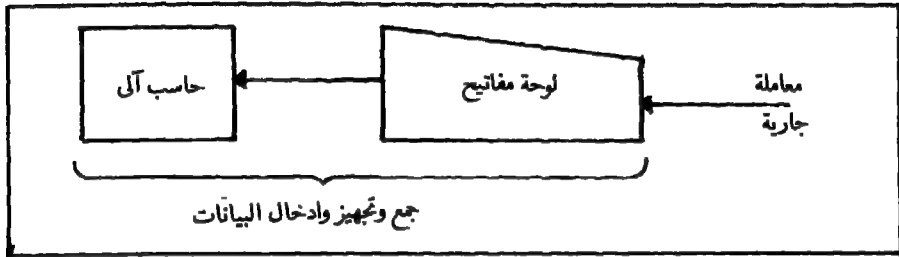 معاملة
جارية
لوحة مفاتيح
حاسب آلى
جمع وتجهيز وادخال البيانات